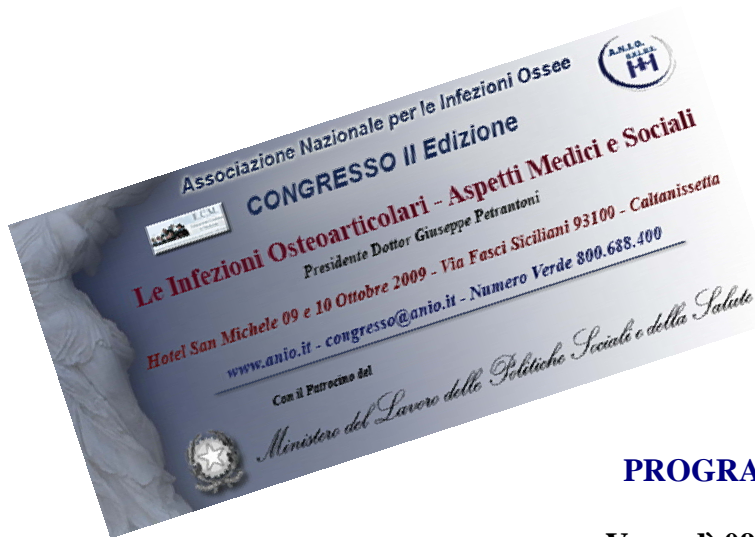 A.N.I.O.
O.N.L.U.S.
Associazione Nazionale per le Infezioni Ossee
CONGRESSO II Edizione
E.C.M.
Le Infezioni Osteoarticolari - Aspetti Medici e Sociali
Presidente Dottor Giuseppe Petrantoni
Hotel San Michele 09 e 10 Ottobre 2009 - Via Fasci Siciliani 93100 - Caltanissetta
www.anio.it - congresso@anio.it - Numero Verde 800.688.400
Con il Patrocino del
Ministero del Lavoro delle Politiche Sociali e della Salute
PROGRA